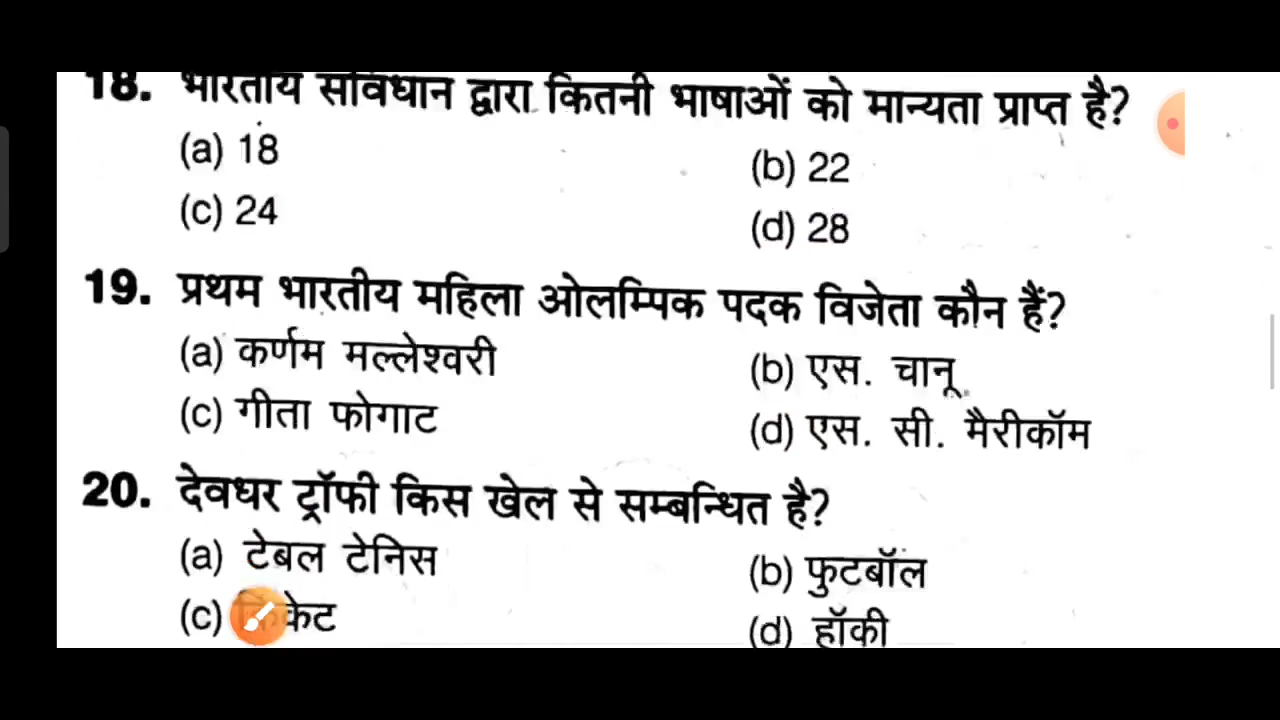 18. भारतीय संविधान द्वारा कितनी भाषाओं को मान्यता प्राप्त है?
(a) 18 (b) 22
(c) 24 (d) 28
19. प्रथम भारतीय महिला ओलम्पिक पदक विजेता कौन हैं?
(a) कर्णम मल्लेश्वरी (b) एस. चानू
(c) गीता फोगाट (d) एस. सी. मैरीकॉम
20. देवधर ट्रॉफी किस खेल से सम्बन्धित है?
(a) टेबल टेनिस (b) फुटबॉल
(c) क्रिकेट (d) हॉकी